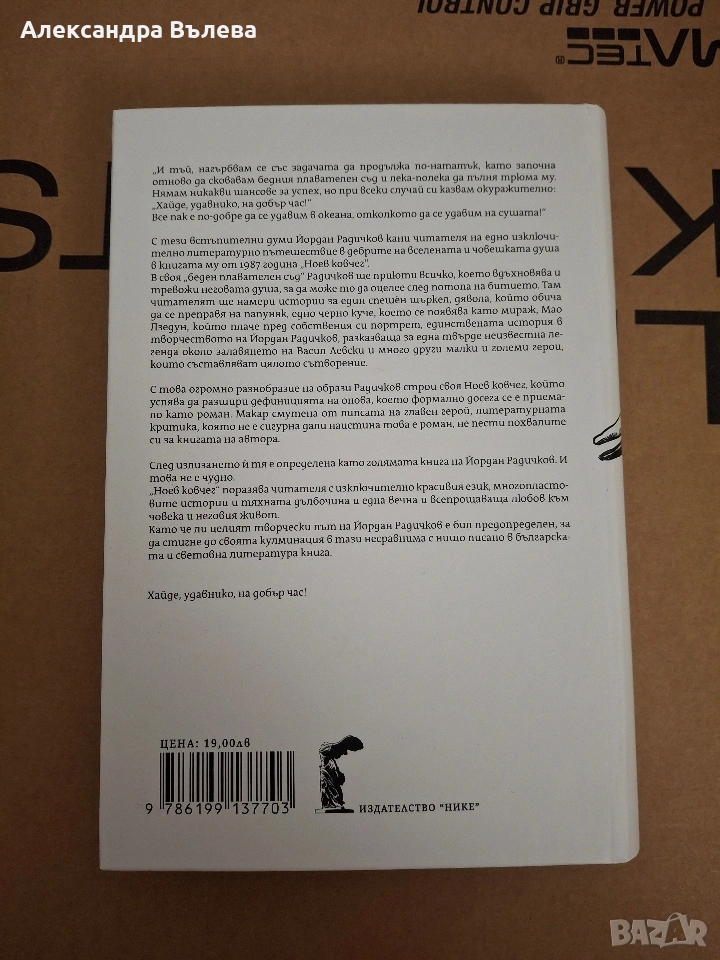 Александра Вълева
POWER GRIP CONTROL
MATEC®
„И тъй, нагърбвам се със задачата да продължа по-нататък, като започна
отново да сковавам бедния плавателен съд и лека-полека да пълня трюма му.
Нямам никакви шансове за успех, но при всеки случай си казвам окуражително:
„Хайде, удавнико, на добър час!“
Все пак е по-добре да се удавим в океана, отколкото да се удавим на сушата!“
С тези встъпителни думи Йордан Радичков кани читателя на едно изключи-
телно литературно пътешествие в дебрите на вселената и човешката душа
в книгата му от 1987 година „Ноев ковчег“.
В своя „беден плавателен съд“ Радичков ще приюти всичко, което вдъхновява и
тревожи неговата душа, за да може то да оцелее след потопа на битието. Там
читателят ще намери истории за един спешен щъркел, дявола, който обича
да се преправя на папуняк, едно черно куче, което се появява като мираж, Мао
Дзедун, който плаче пред собствения си портрет, единствената история в
творчеството на Йордан Радичков, разказваща за една твърде неизвестна ле-
генда около залавянето на Васил Левски и много други малки и големи герои,
които съставляват цялото сътворение.
С това огромно разнообразие на образи Радичков строи своя Ноев ковчег, който
успява да разшири дефиницията на онова, което формално досега се е приема-
ло като роман. Макар смутена от липсата на главен герой, литературната
критика, която не е сигурна дали наистина това е роман, не пести похвалите
си за книгата на автора.
След излизането ѝ тя е определена като голямата книга на Йордан Радичков. И
това не е чудно.
„Ноев ковчег“ поразява читателя с изключително красивия език, многопласто-
вите истории и тяхната дълбочина и една вечна и всепрощаваща любов към
човека и неговия живот.
Като че ли целият творчески път на Йордан Радичков е бил предопределен, за
да стигне до своята кулминация в тази несравнима с нищо писано в българска-
та и световна литература книга.
Хайде, удавнико, на добър час!
ЦЕНА: 19,00лв
9 786199 137703
ИЗДАТЕЛСТВО "НИКЕ"
BAZAR